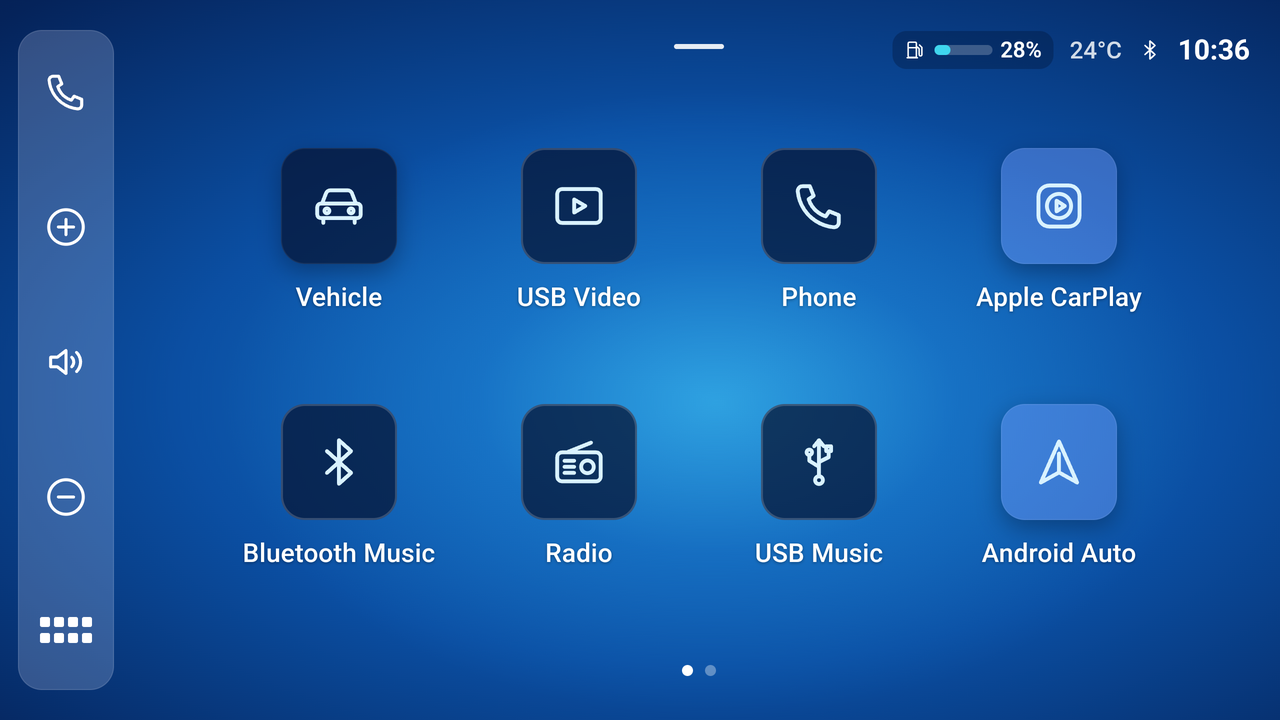 28%
24°C
10:36
Vehicle
USB Video
Phone
Apple CarPlay
Bluetooth Music
Radio
USB Music
Android Auto